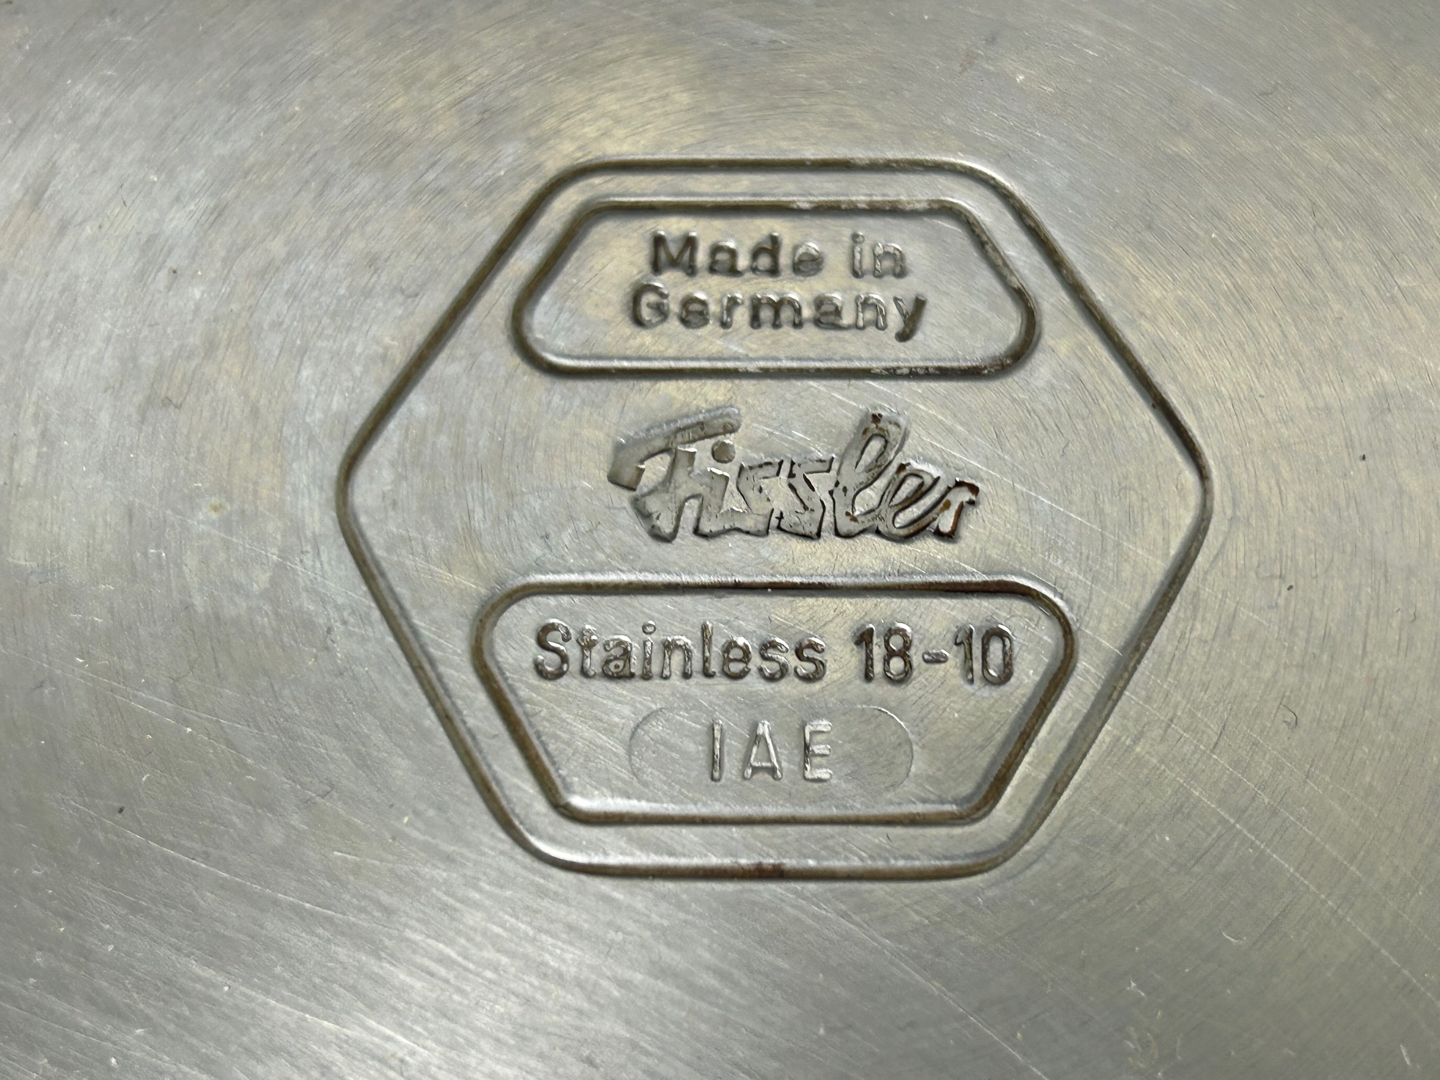 Made in
Germany
Fissler
Stainless 18-10
IAE